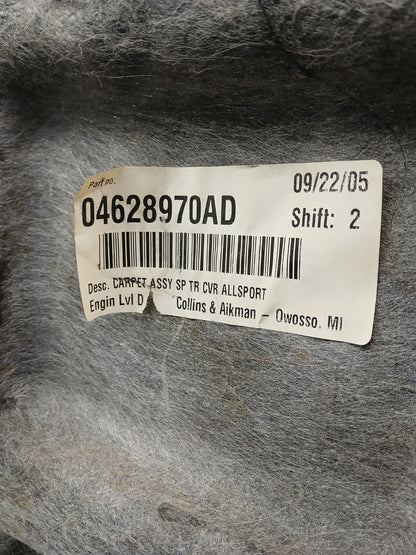 Part no.
09/22/05
04628970AD
Shift: 2
Desc. CARPET ASSY SP TR CVR ALLSPORT
Engin Lvl D Collins & Aikman – Owosso, MI